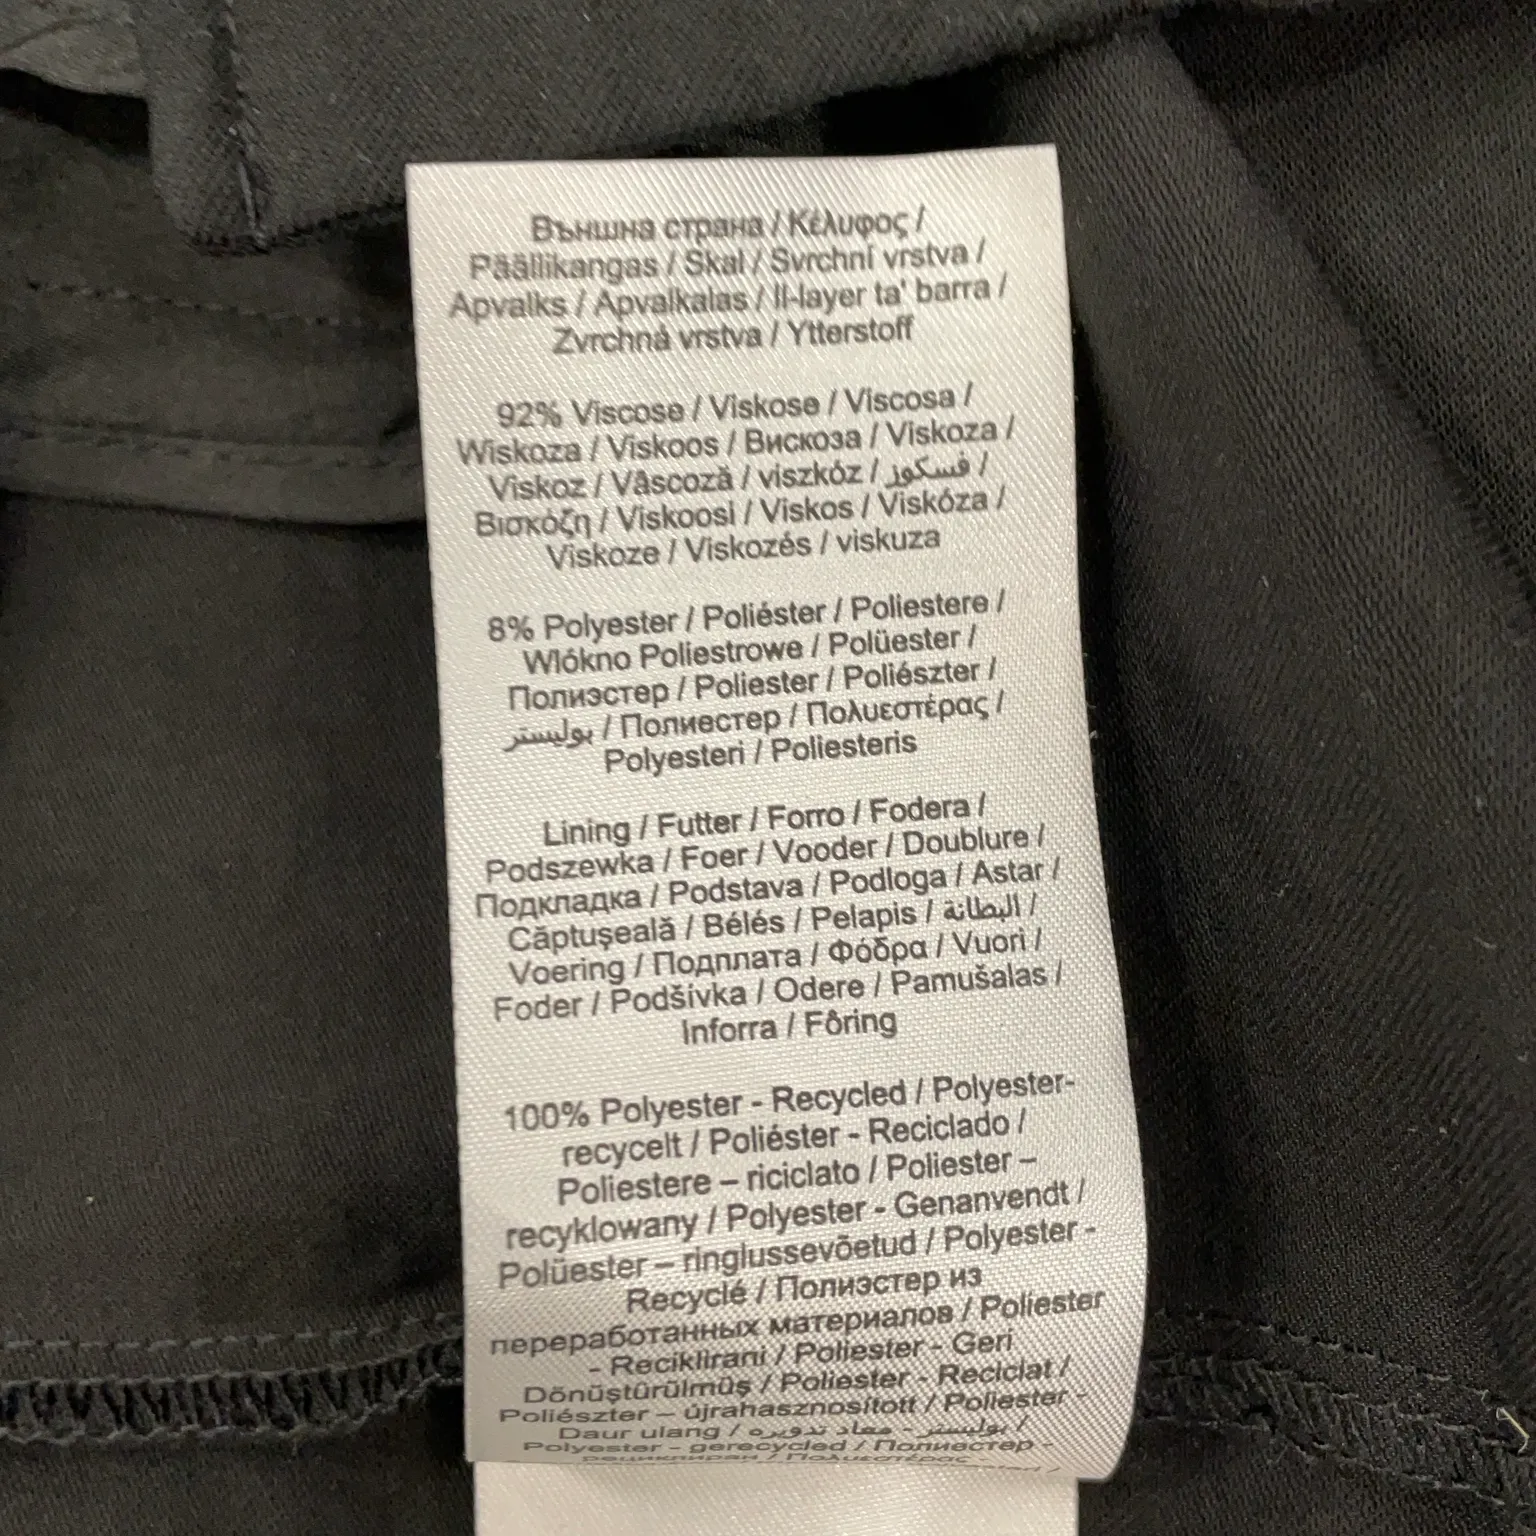 Външна страна / Κέλυφος /
Päällikangas / Skal / Svrchní vrstva /
Apvalks / Apvalkalas / Il-layer ta' barra /
Zvrchná vrstva / Ytterstoff
92% Viscose / Viskose / Viscosa /
Wiskoza / Viskoos / Вискоза / Viskoza /
Viskoz / Vâscoză / viszkóz / فسكوز /
Βισκόζη / Viskoosi / Viskos / Viskóza /
Viskoze / Viskozés / viskuza
8% Polyester / Poliéster / Poliestere /
Wlókno Poliestrowe / Polüester /
Полиэстер / Poliester / Poliészter /
بوليستر / Полиестер / Πολυεστέρας /
Polyesteri / Poliesteris
Lining / Futter / Forro / Fodera /
Podszewka / Foer / Vooder / Doublure /
Подкладка / Podstava / Podloga / Astar /
Căptuşeală / Bélés / Pelapis / البطانة /
Voering / Подплата / Φόδρα / Vuori /
Foder / Podšívka / Odere / Pamušalas /
Inforra / Fôring
100% Polyester - Recycled / Polyester-
recycelt / Poliéster - Reciclado /
Poliestere – riciclato / Poliester –
recyklowany / Polyester - Genanvendt /
Polüester – ringlussevõetud / Polyester -
Recyclé / Полиэстер из
переработанных материалов / Poliester
- Reciklirani / Poliester - Geri
Dönüştürülmüş / Poliester - Reciclat /
Poliészter – újrahasznosított / Poliester -
Daur ulang / بوليستر - معاد تدويره /
Polyester - gerecycled / Полиестер -
рециклиран / Πολυεστέρας -